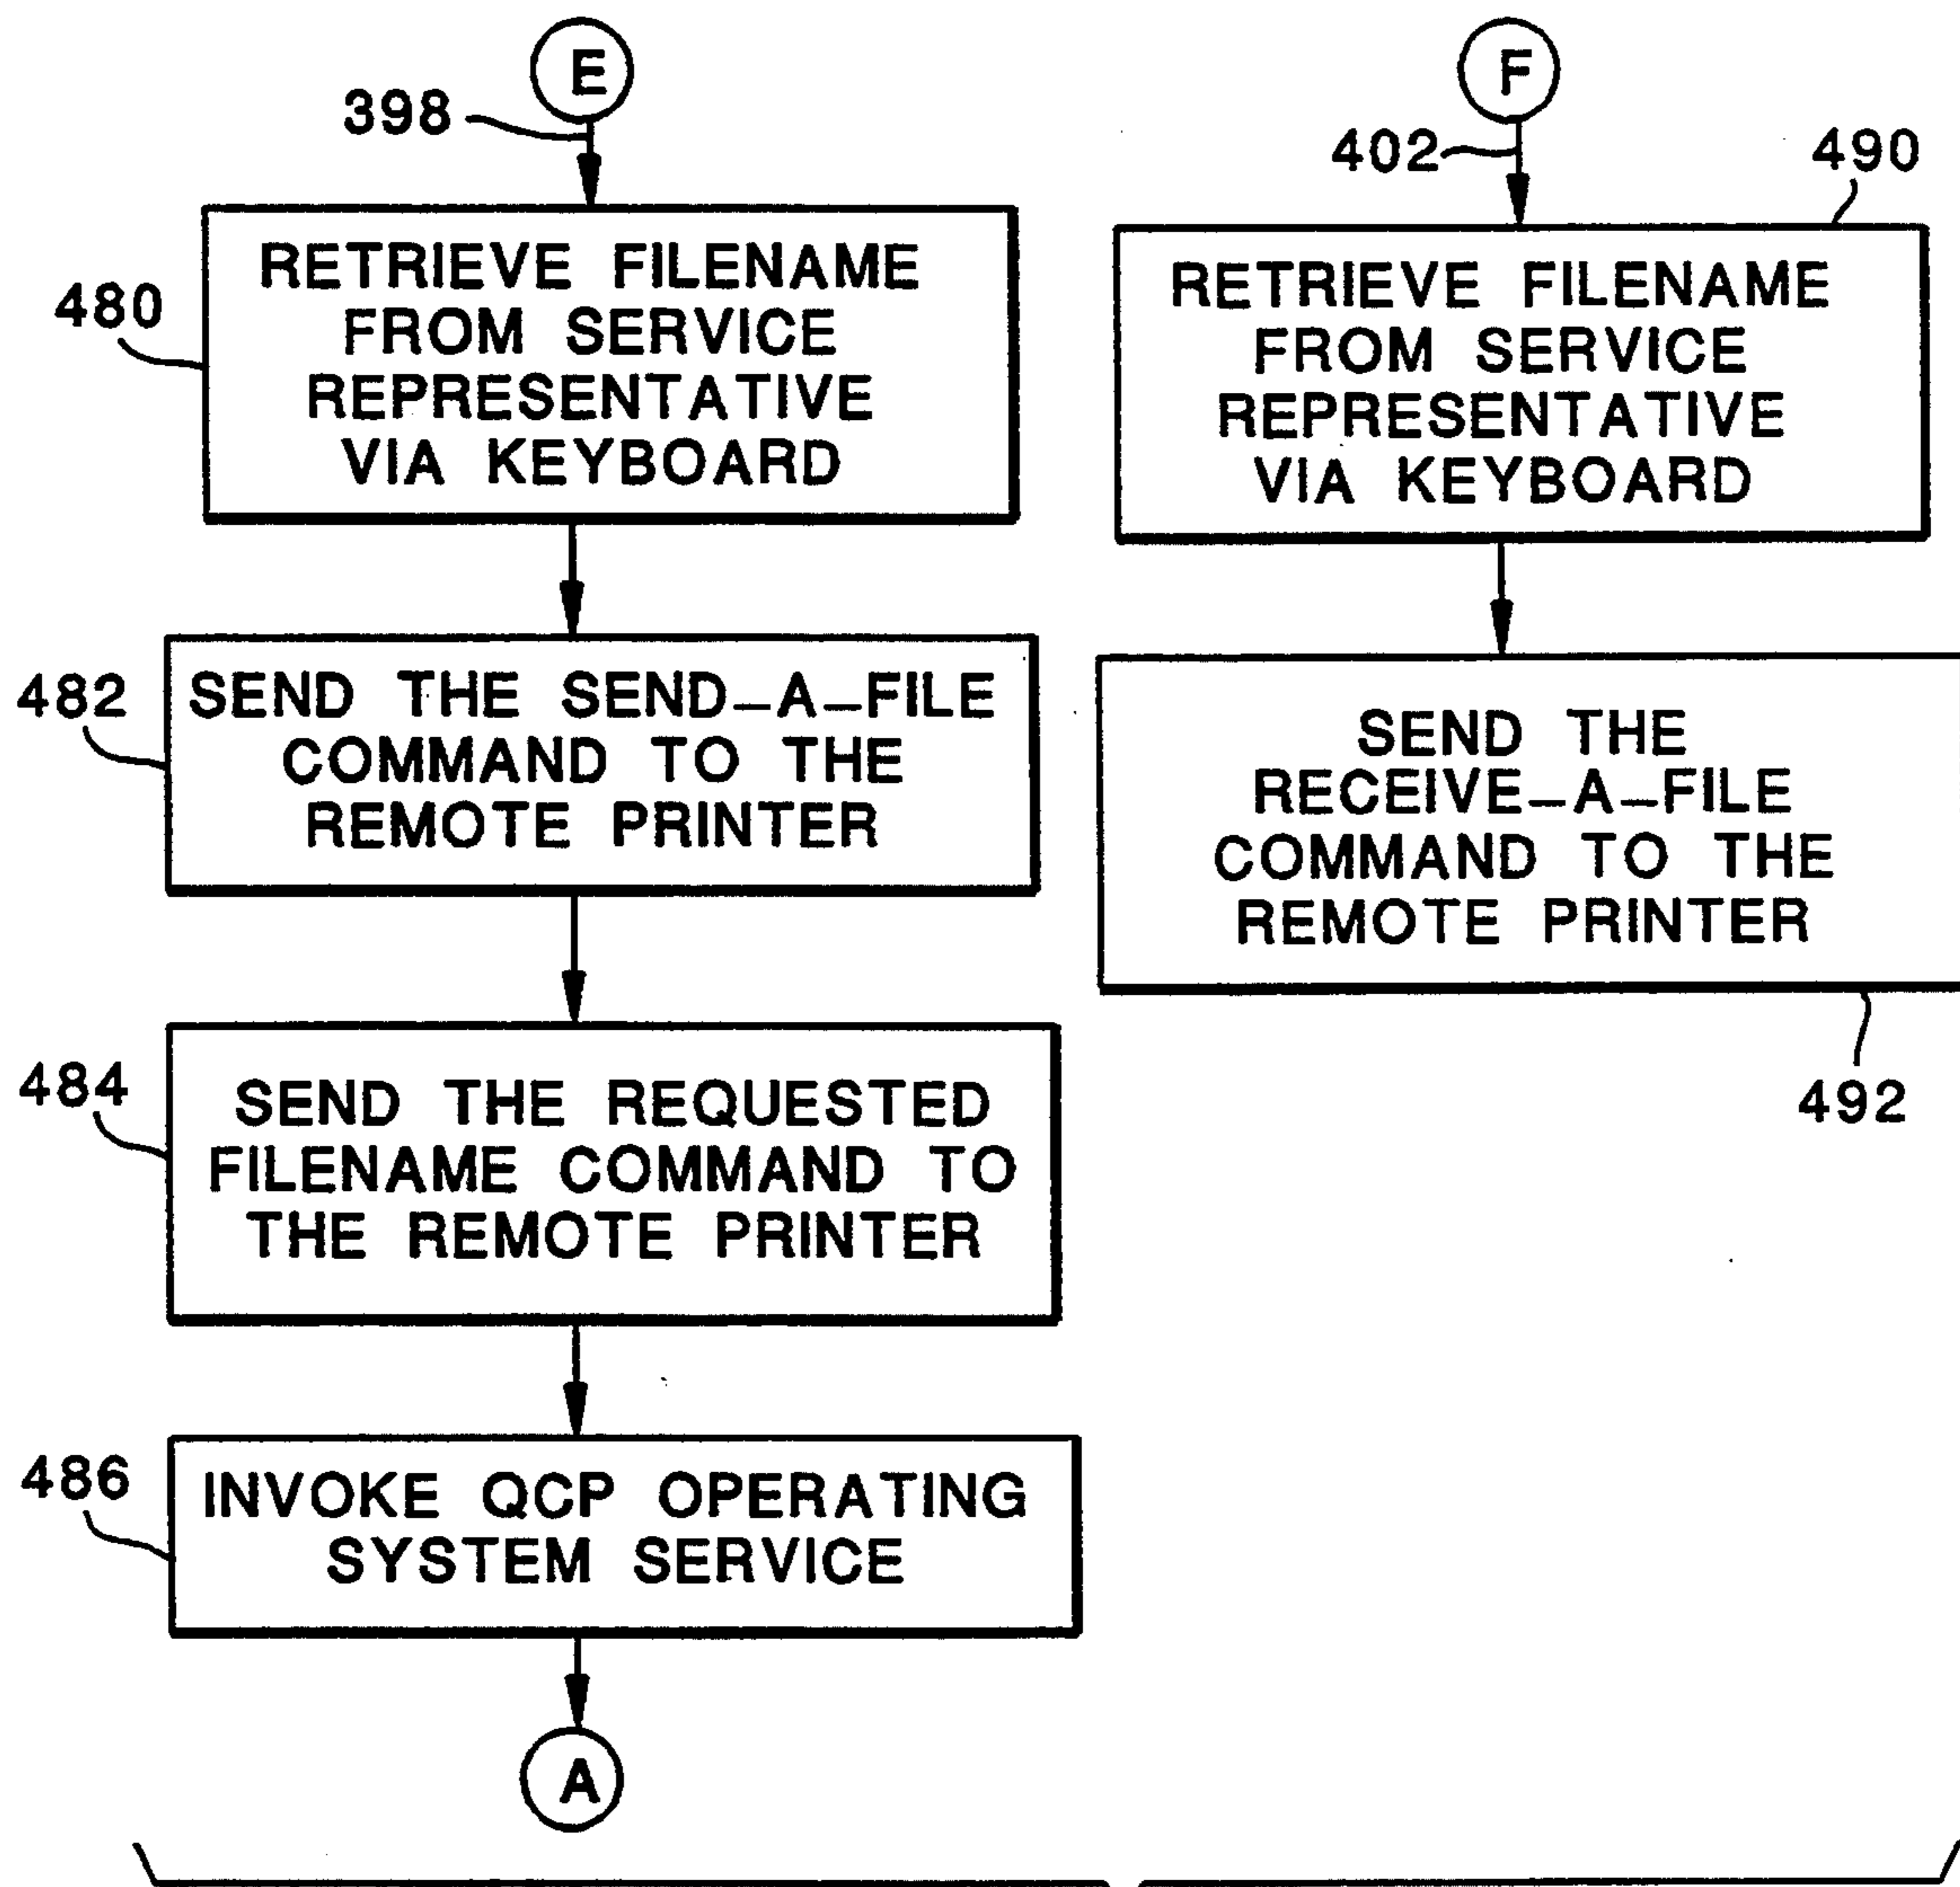 E
398
480
RETRIEVE FILENAME
FROM SERVICE
REPRESENTATIVE
VIA KEYBOARD
482
SEND THE SEND–A–FILE
COMMAND TO THE
REMOTE PRINTER
484
SEND THE REQUESTED
FILENAME COMMAND TO
THE REMOTE PRINTER
486
INVOKE QCP OPERATING
SYSTEM SERVICE
A
F
402
490
RETRIEVE FILENAME
FROM SERVICE
REPRESENTATIVE
VIA KEYBOARD
SEND THE
RECEIVE–A–FILE
COMMAND TO THE
REMOTE PRINTER
492